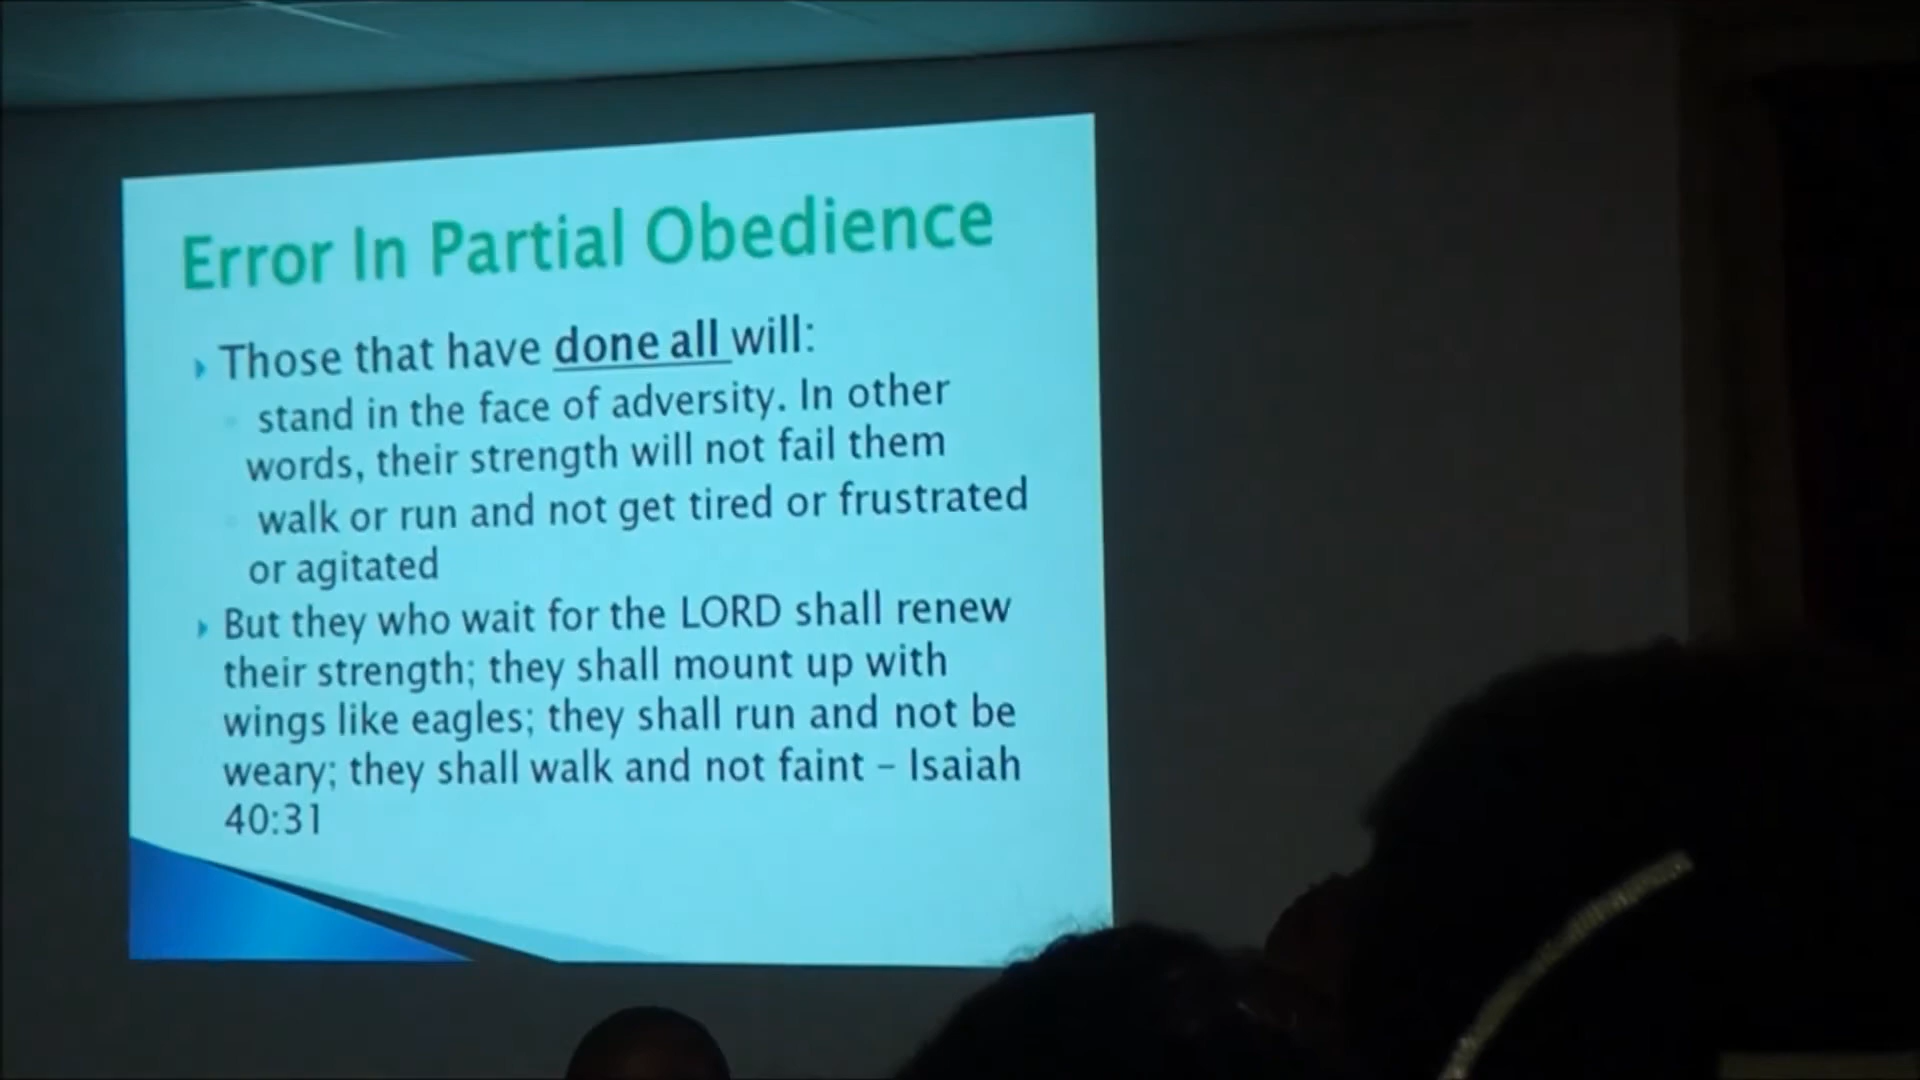 Error In Partial Obedience
Those that have done all will:
stand in the face of adversity. In other
words, their strength will not fail them
walk or run and not get tired or frustrated
or agitated
But they who wait for the LORD shall renew
their strength; they shall mount up with
wings like eagles; they shall run and not be
weary; they shall walk and not faint – Isaiah
40:31